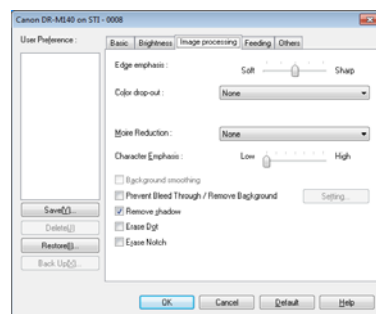 Canon DR-M140 on STI - 0008
User Preference :
Basic Brightness Image processing Feeding Others
Edge emphasis : Soft Sharp
Color drop-out : None
Moire Reduction : None
Character Emphasis : Low High
Background smoothing
Prevent Bleed Through / Remove Background Setting...
Save(V)... Remove shadow
Delete(J) Erase Dot
Restore(I)... Erase Notch
Back Up(X)...
OK Cancel Default Help